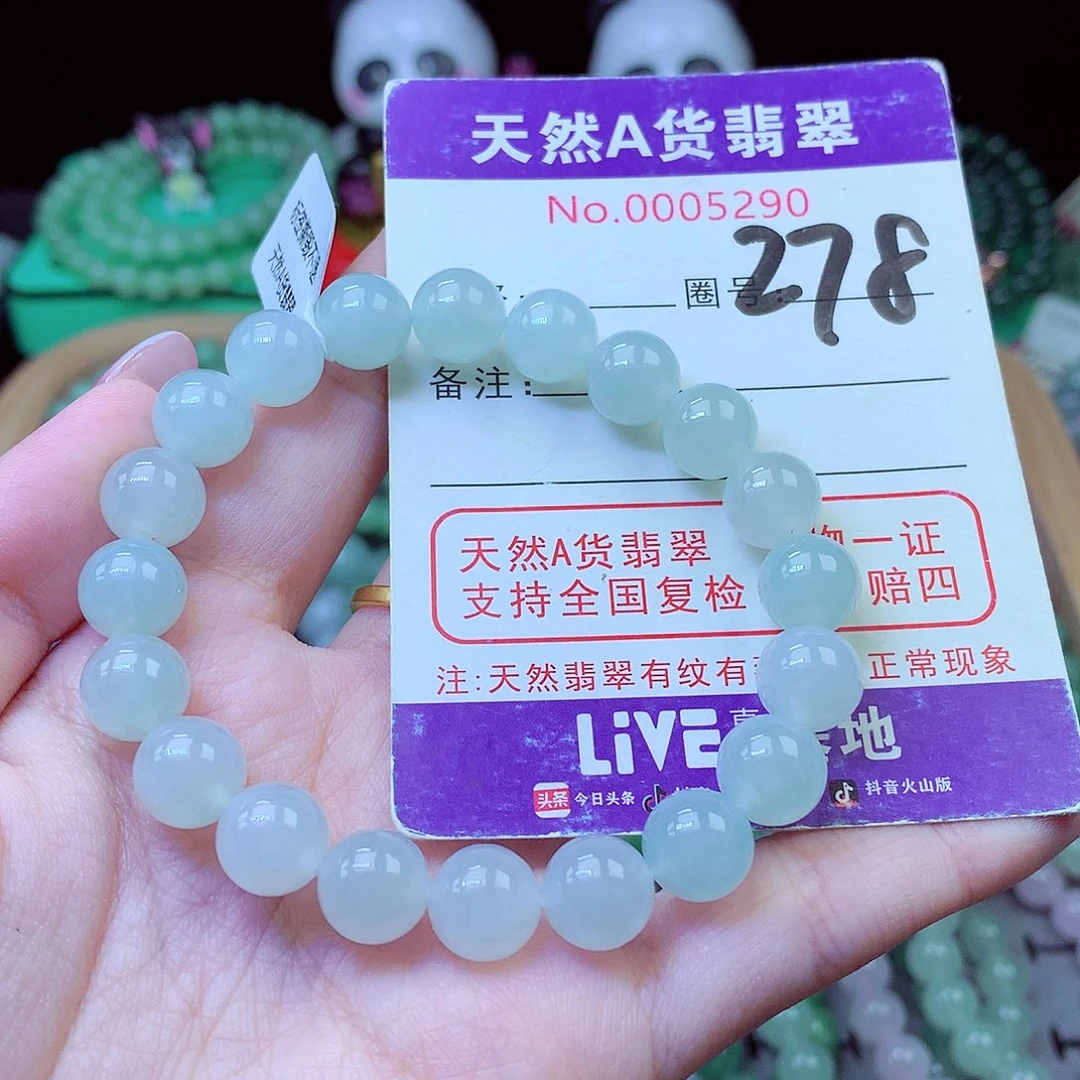 天然A货翡翠
No.0005290
圈号: 278
备注:
天然A货翡翠 物一证
支持全国复检 赔四
注:天然翡翠有纹有 正常现象
LiVE 地
头条 今日头条 抖音火山版